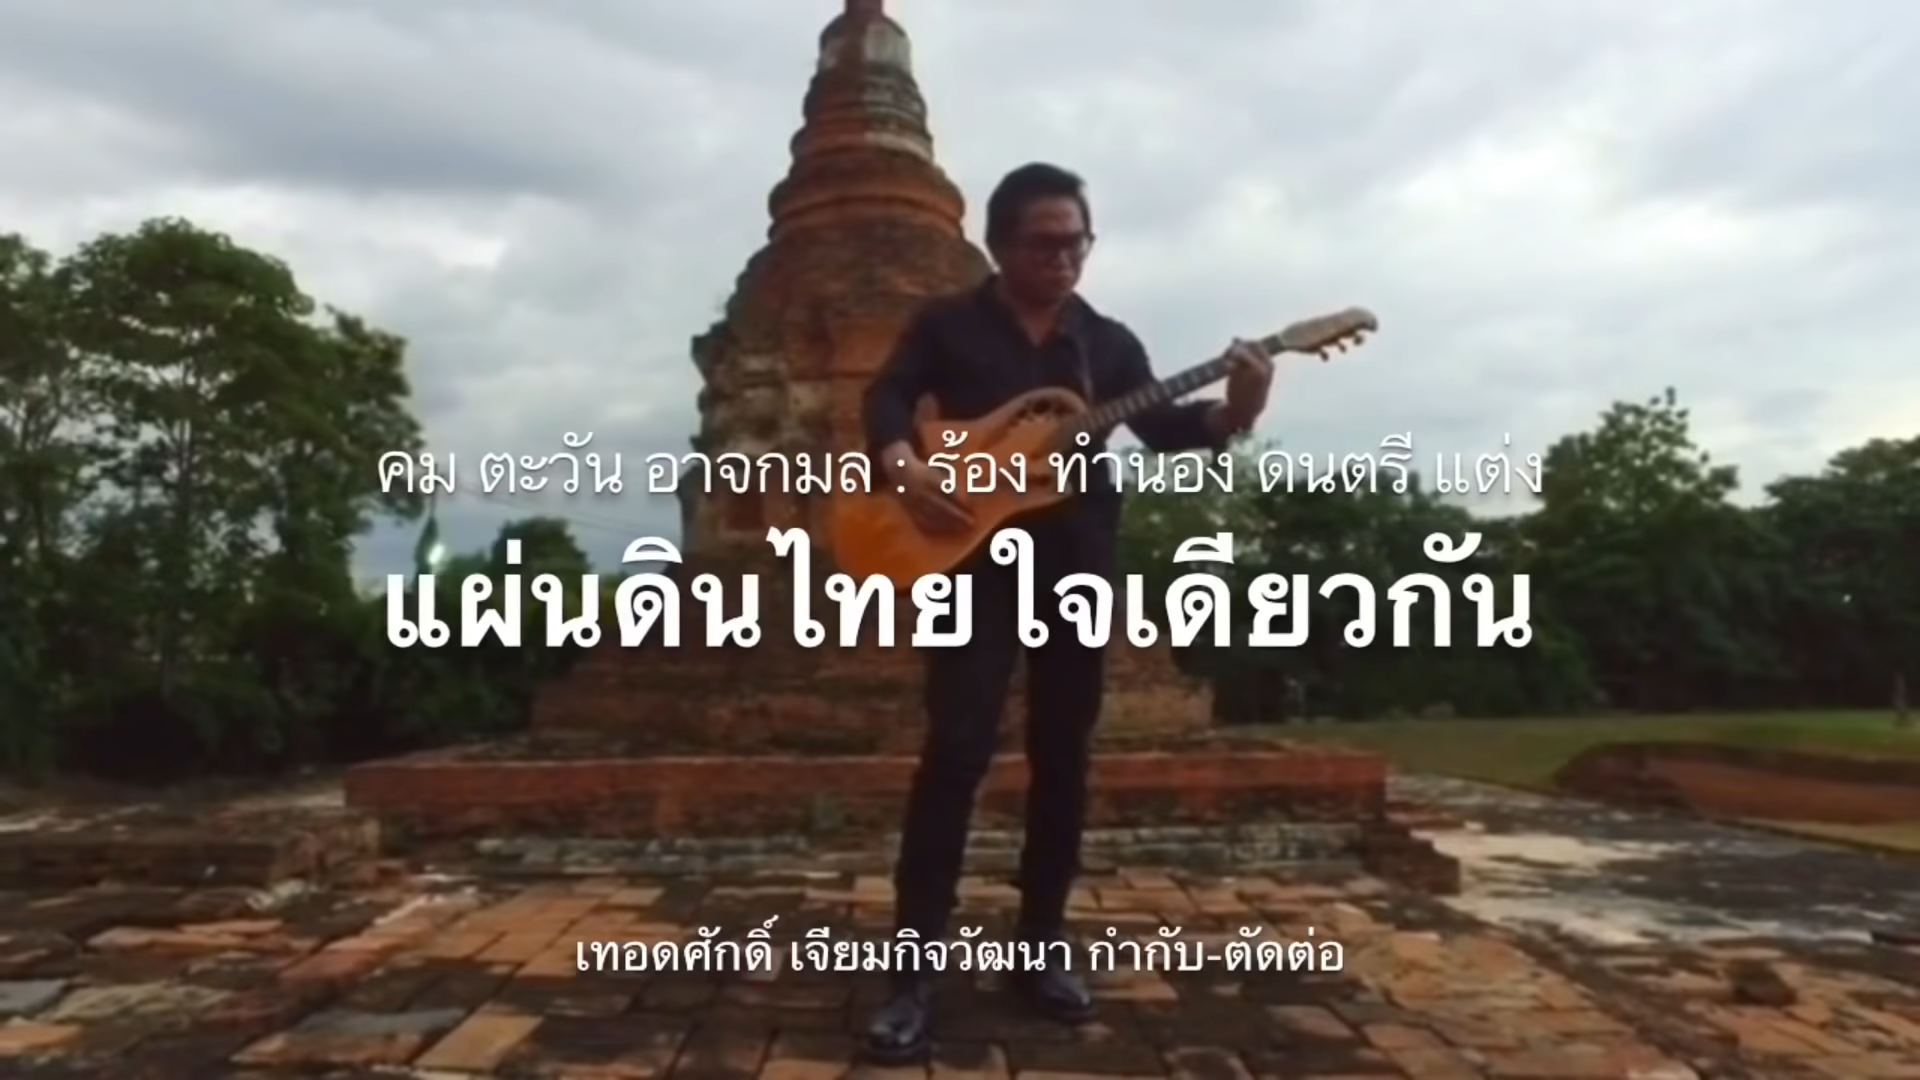 คม ตะวัน อาจกมล : ร้อง ทำนอง ดนตรี แต่ง
แผ่นดินไทย ใจเดียวกัน
เทอดศักดิ์ เจียมกิจวัฒนา กำกับ-ตัดต่อ